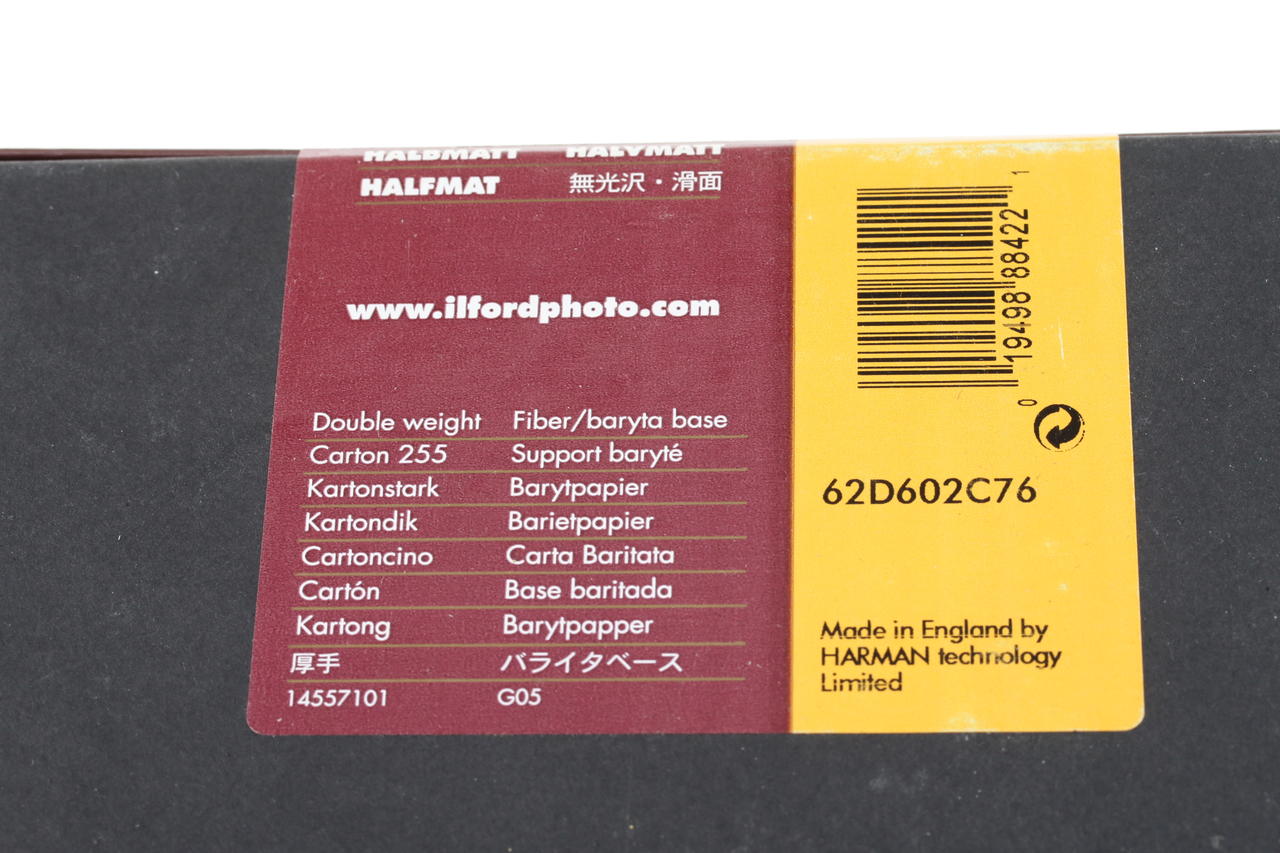 HALBMATT HALVMATT
HALFMAT 無光沢・滑面
www.ilfordphoto.com
Double weight Fiber/baryta base
Carton 255 Support baryté
Kartonstark Barytpapier
Kartondik Barietpapier
Cartoncino Carta Baritata
Cartón Base baritada
Kartong Barytpapper
厚手 バライタベース
14557101 G05
0 19498 88422 1
62D602C76
Made in England by
HARMAN technology
Limited